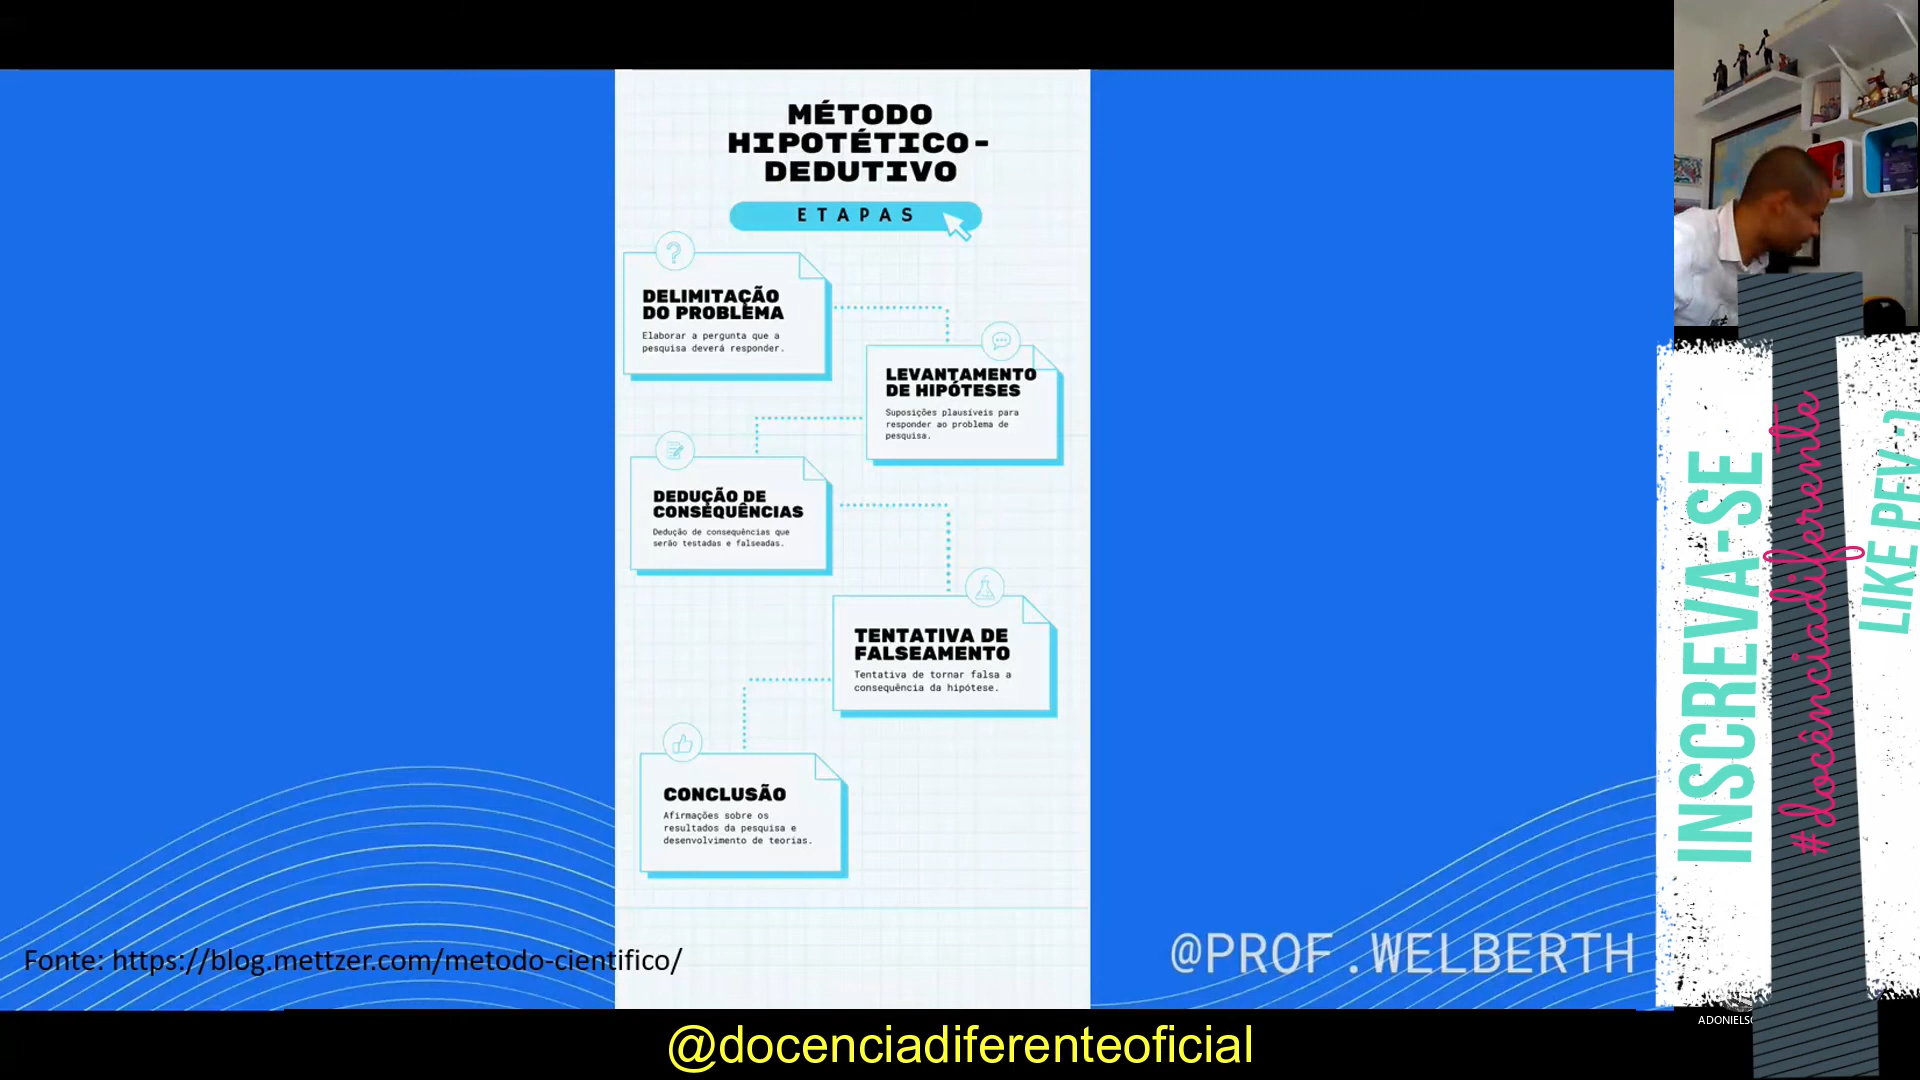 MÉTODO
HIPOTÉTICO-
DEDUTIVO
ETAPAS
DELIMITAÇÃO
DO PROBLEMA
Elaborar a pergunta que a
pesquisa deverá responder.
LEVANTAMENTO
DE HIPÓTESES
Suposições plausíveis para
responder ao problema de
pesquisa.
DEDUÇÃO DE
CONSEQUÊNCIAS
Dedução de consequências que
serão testadas e falseadas.
TENTATIVA DE
FALSEAMENTO
Tentativa de tornar falsa a
consequência da hipótese.
CONCLUSÃO
Afirmações sobre os
resultados da pesquisa e
desenvolvimento de teorias.
Fonte: https://blog.mettzer.com/metodo-cientifico/
@PROF.WELBERTH
INSCREVA-SE
#docênciadiferente
LIKE
@docenciadiferenteoficial